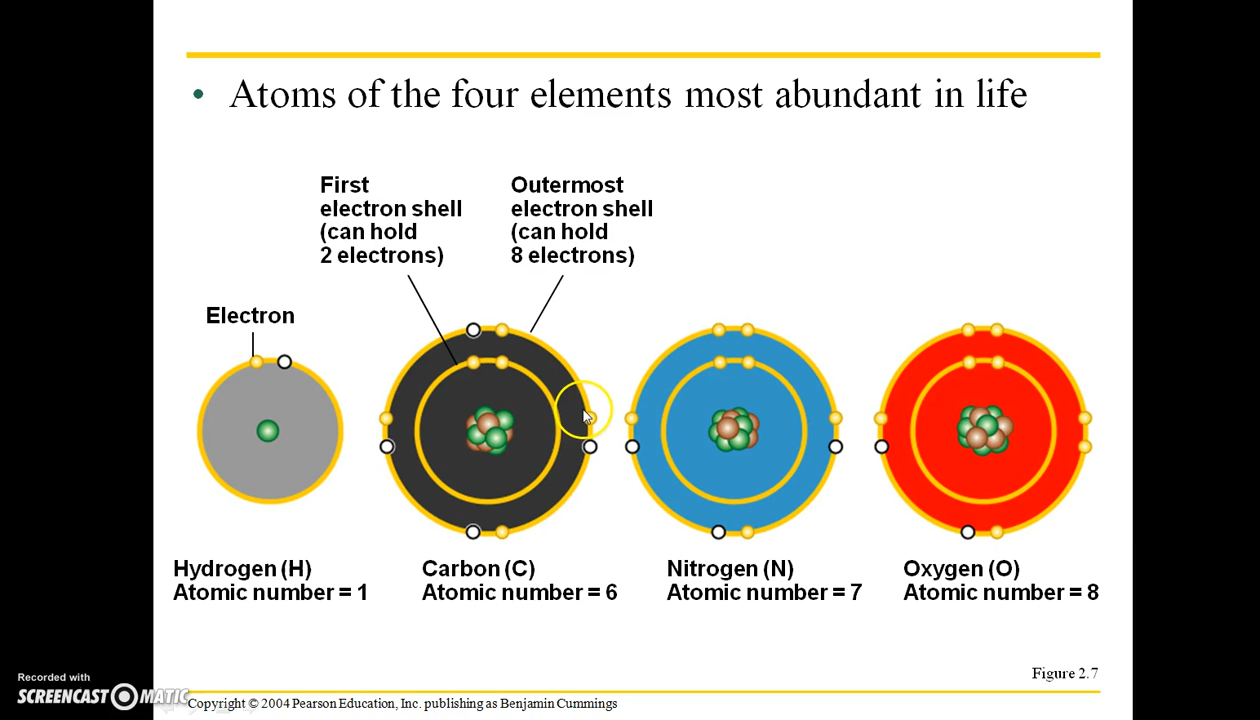 • Atoms of the four elements most abundant in life
First
electron shell
(can hold
2 electrons)
Outermost
electron shell
(can hold
8 electrons)
Electron
Hydrogen (H)
Atomic number = 1
Carbon (C)
Atomic number = 6
Nitrogen (N)
Atomic number = 7
Oxygen (O)
Atomic number = 8
Figure 2.7
Recorded with
SCREENCAST MATIC
Copyright © 2004 Pearson Education, Inc. publishing as Benjamin Cummings